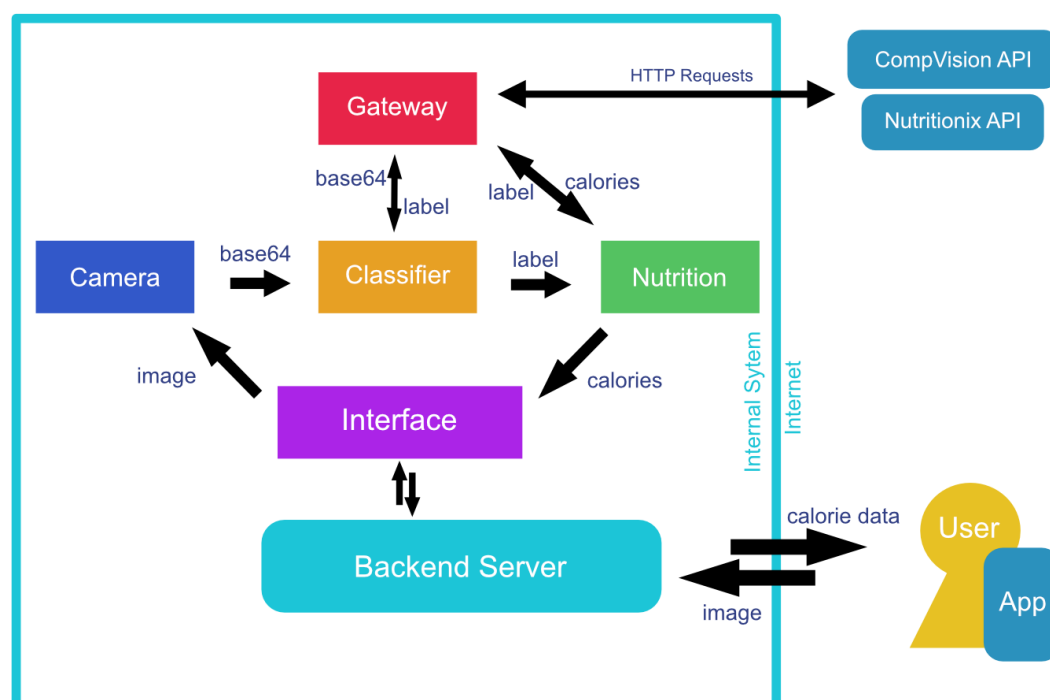 CompVision API
HTTP Requests
Gateway
Nutritionix API
base64
calories
label
label
base64
label
Camera
Classifier
Nutrition
image
calories
Interface
Internal Sytem
Internet
calorie data
User
Backend Server
App
image